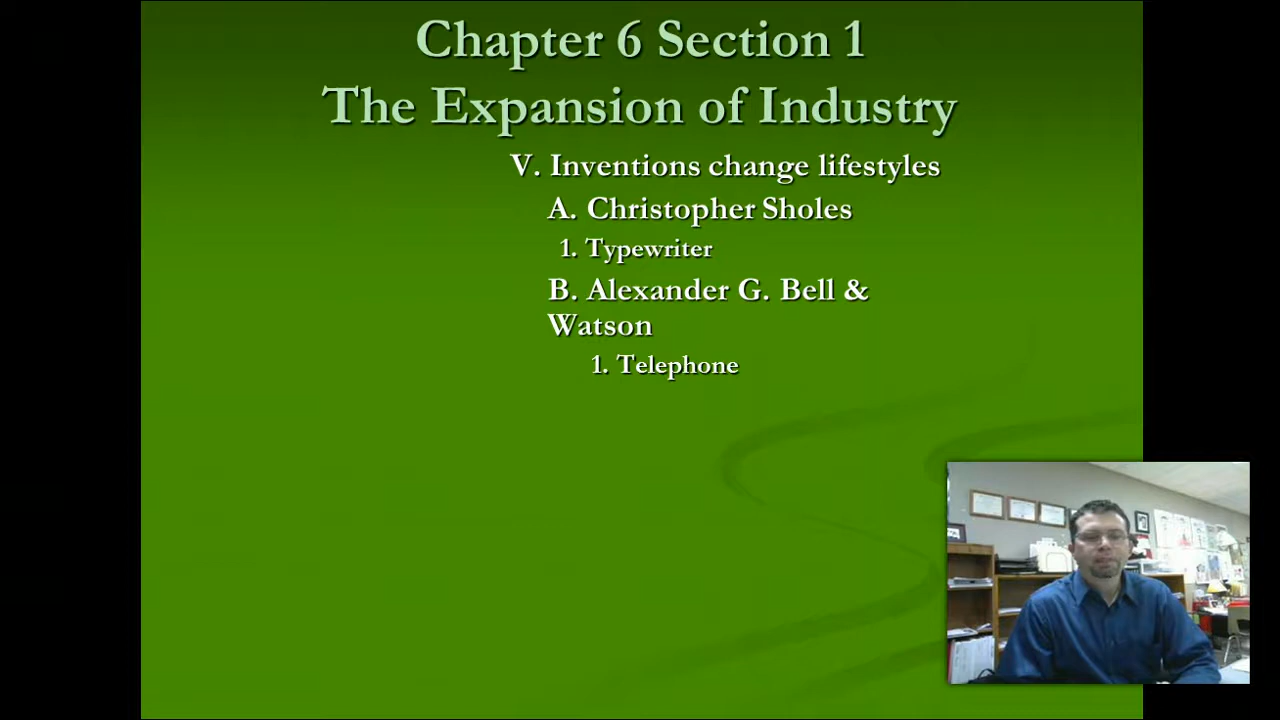 Chapter 6 Section 1
The Expansion of Industry
V. Inventions change lifestyles
A. Christopher Sholes
1. Typewriter
B. Alexander G. Bell &
Watson
1. Telephone